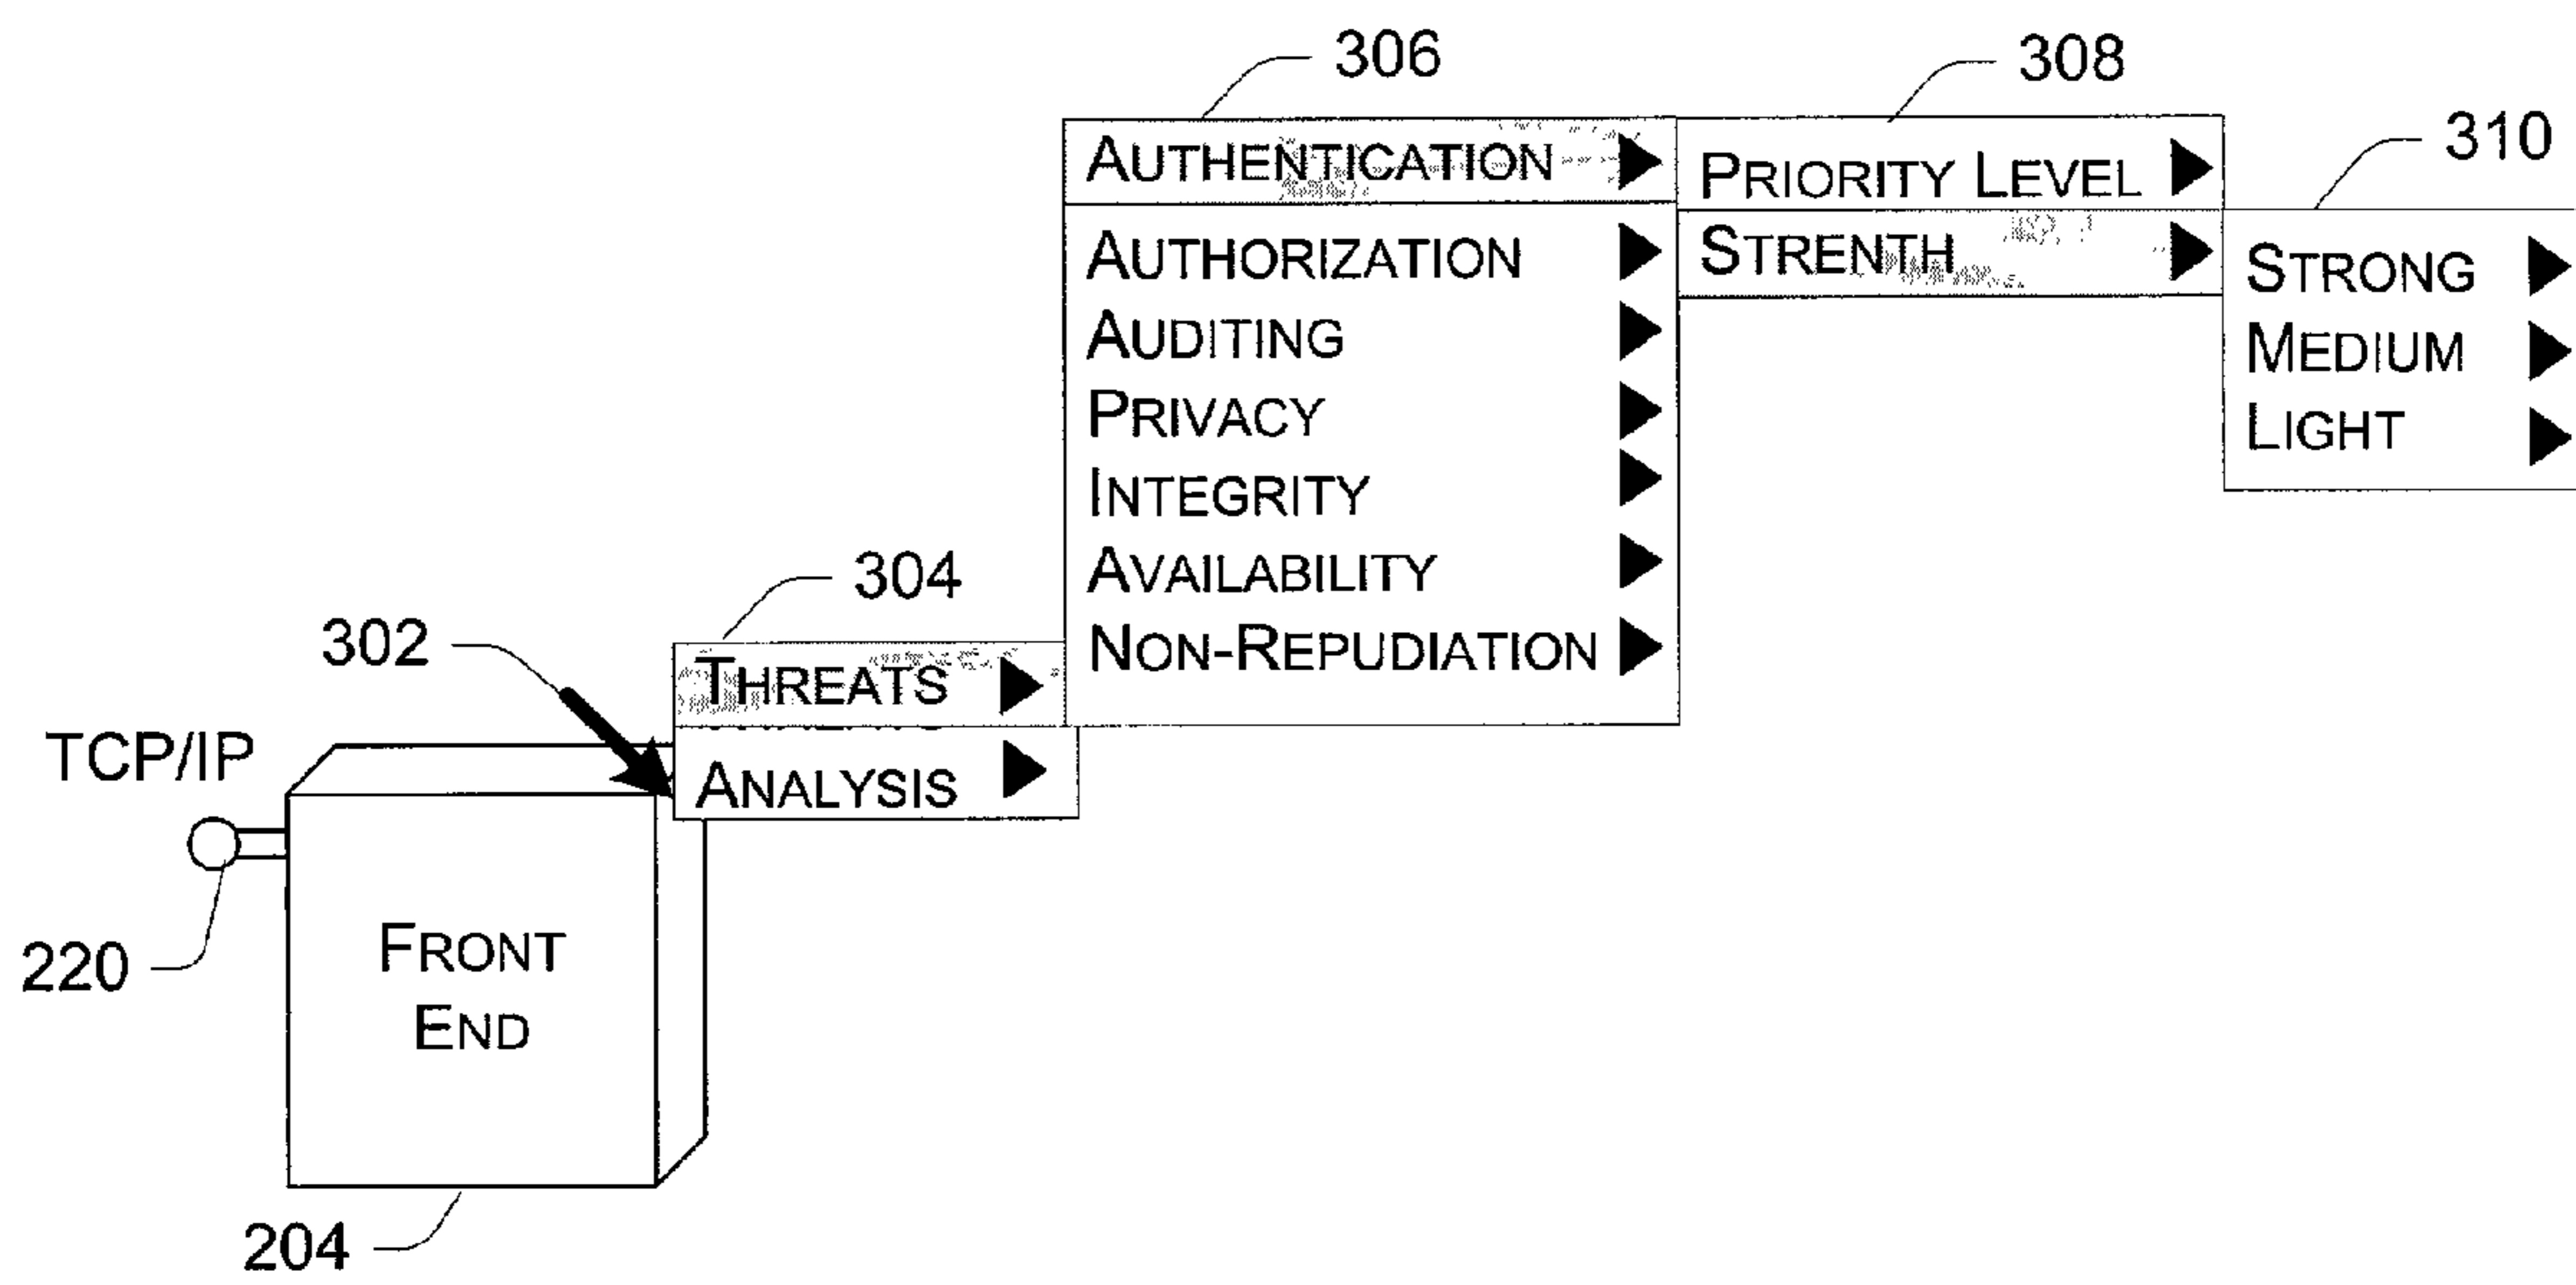 306
308
310
AUTHENTICATION
PRIORITY LEVEL
AUTHORIZATION
STRENTH
STRONG
AUDITING
MEDIUM
PRIVACY
LIGHT
INTEGRITY
AVAILABILITY
304
NON-REPUDIATION
302
THREATS
TCP/IP
ANALYSIS
220
FRONT
END
204